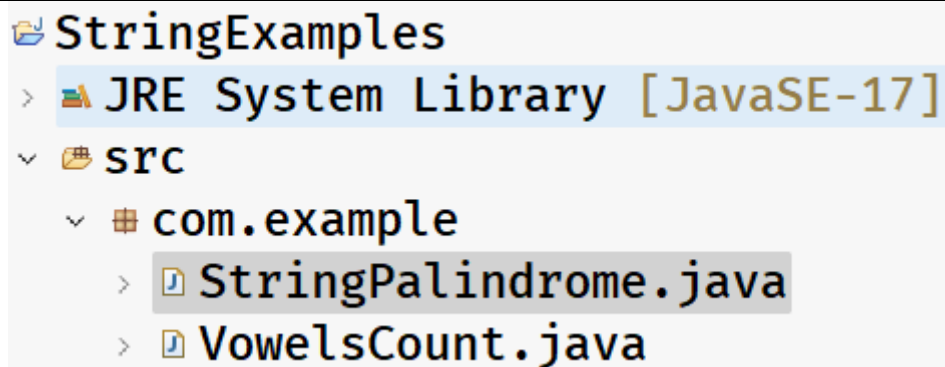 StringExamples
JRE System Library [JavaSE-17]
src
com.example
StringPalindrome.java
VowelsCount.java